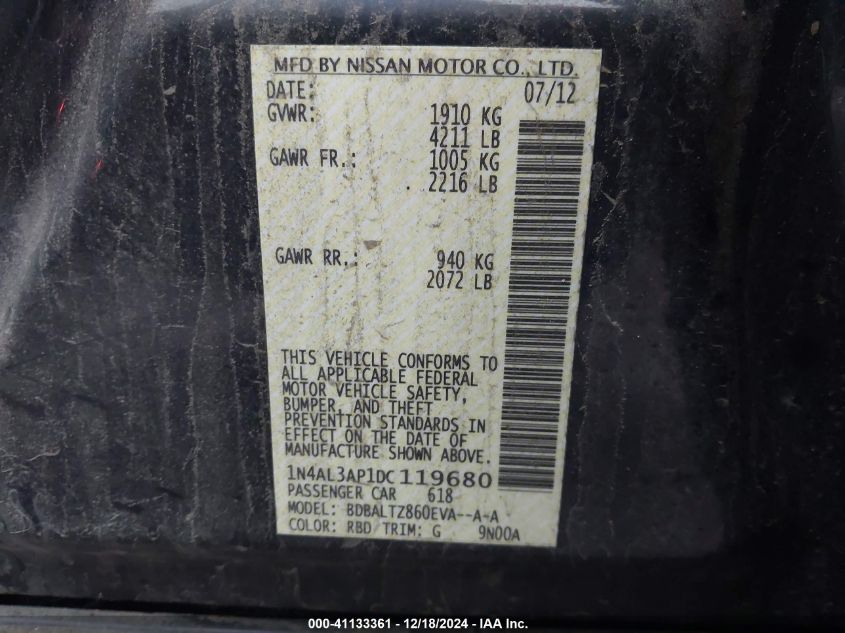 MFD BY NISSAN MOTOR CO., LTD.
DATE: 07/12
GVWR: 1910 KG
4211 LB
GAWR FR.: 1005 KG
2216 LB
GAWR RR.: 940 KG
2072 LB
THIS VEHICLE CONFORMS TO
ALL APPLICABLE FEDERAL
MOTOR VEHICLE SAFETY,
BUMPER, AND THEFT
PREVENTION STANDARDS IN
EFFECT ON THE DATE OF
MANUFACTURE SHOWN ABOVE.
1N4AL3AP1DC119680
PASSENGER CAR 618
MODEL: BDBALTZ860EVA--A-A
COLOR: RBD TRIM: G 9N00A
000-41133361 - 12/18/2024 - IAA Inc.